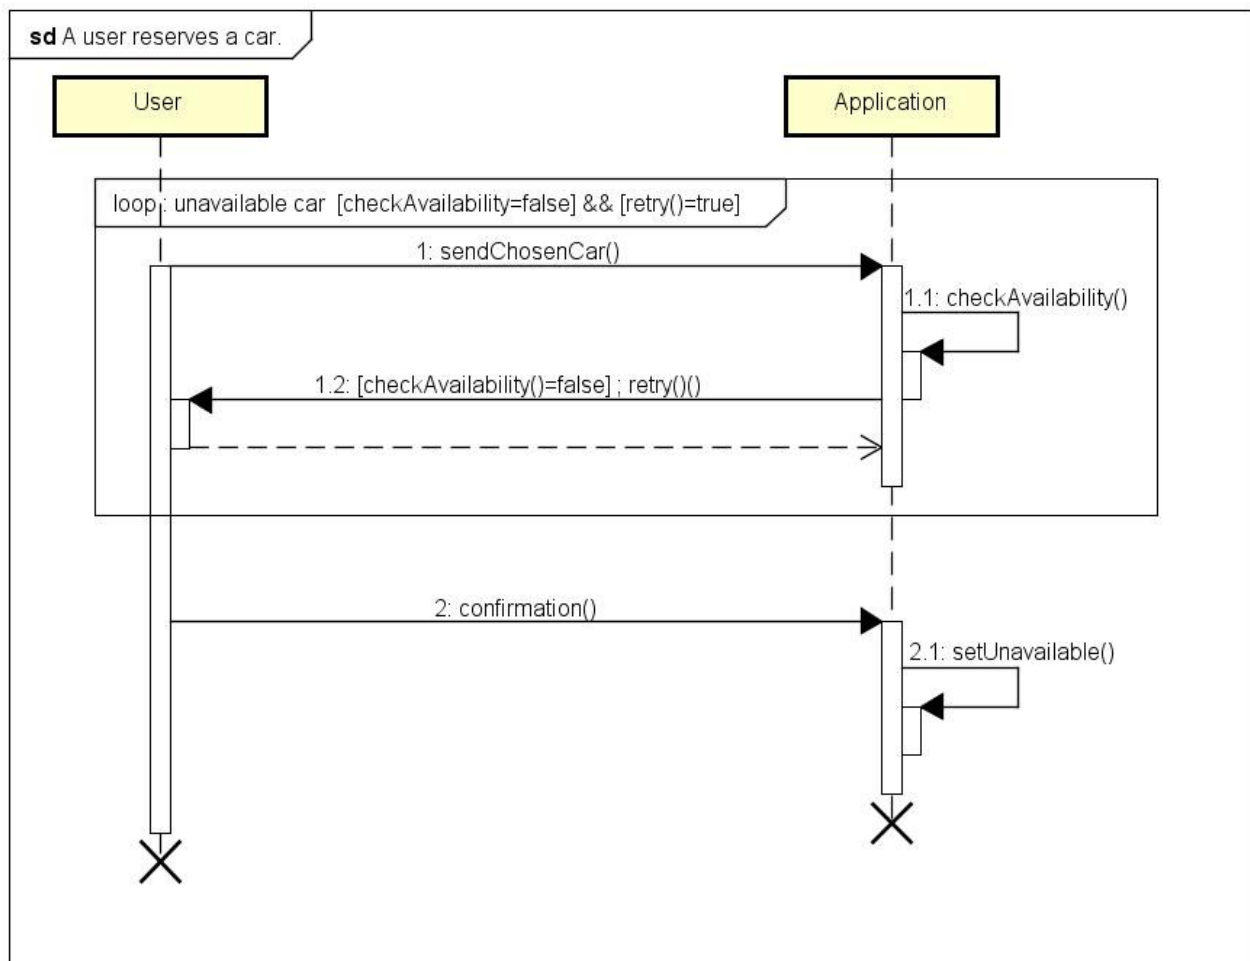 sd A user reserves a car.
User
Application
loop : unavailable car [checkAvailability=false] && [retry()=true]
1: sendChosenCar()
1.1: checkAvailability()
1.2: [checkAvailability()=false] ; retry()()
2: confirmation()
2.1: setUnavailable()